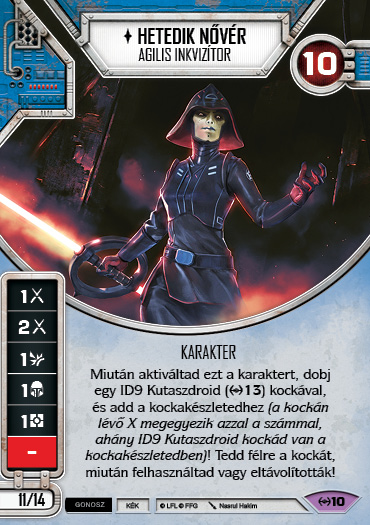 HETEDIK NŐVÉR
AGILIS INKVIZÍTOR
10
1
2
1
1
1
–
11/14
KARAKTER
Miután aktiváltad ezt a karaktert, dobj
egy ID9 Kutaszdroid (13) kockával,
és add a kockakészletedhez (a kockán
lévő X megegyezik azzal a számmal,
ahány ID9 Kutaszdroid kockád van a
kockakészletedben)! Tedd félre a kockát,
miután felhasználtad vagy eltávolították!
GONOSZ KÉK © LFL © FFG Nasrul Hakim 10